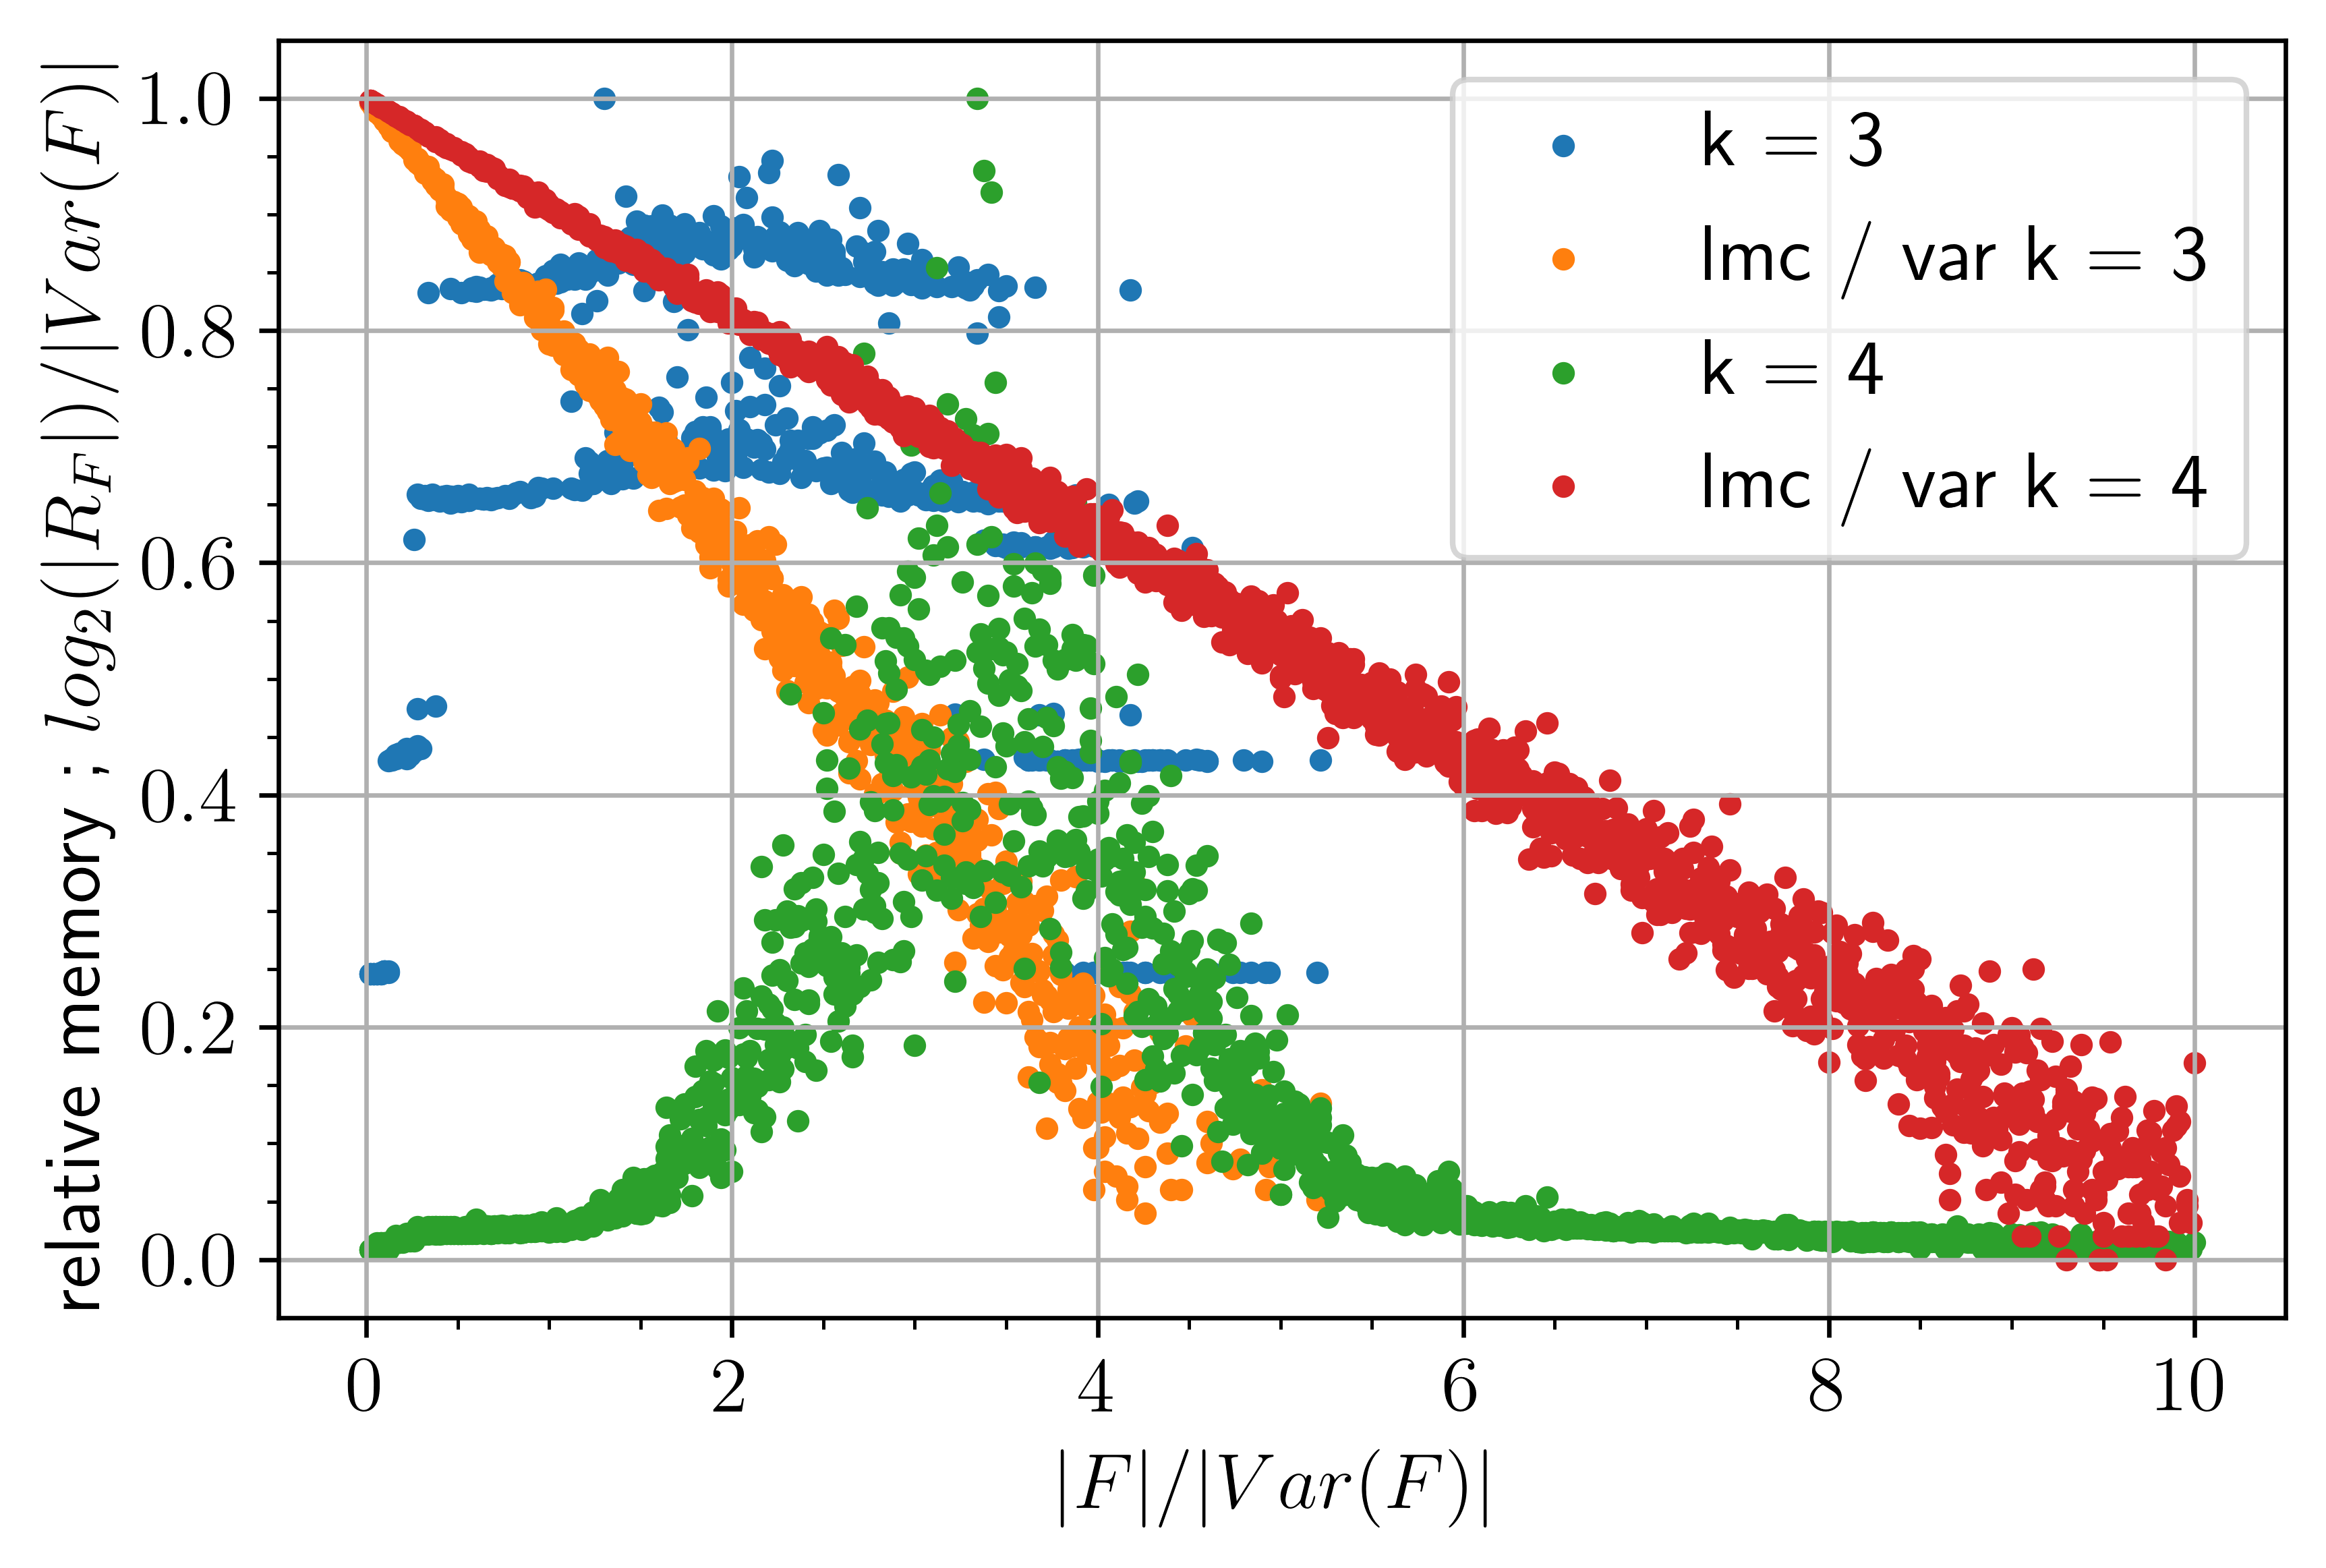 relative memory ; log2(|R_F|)/|Var(F)|
1.0
0.8
0.6
0.4
0.2
0.0
k = 3
lmc / var k = 3
k = 4
lmc / var k = 4
0 2 4 6 8 10
|F|/|Var(F)|